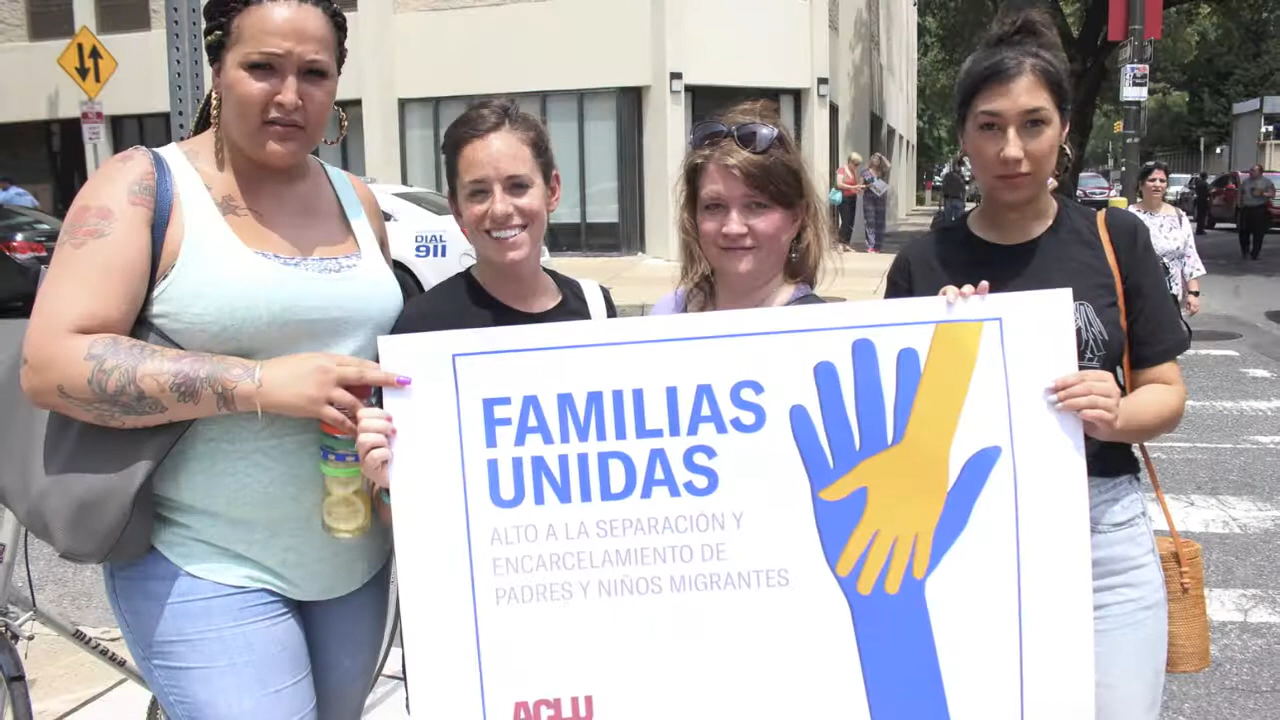 DIAL
911
FAMILIAS
UNIDAS
ALTO A LA SEPARACIÓN Y
ENCARCELAMIENTO DE
PADRES Y NIÑOS MIGRANTES
ACLU